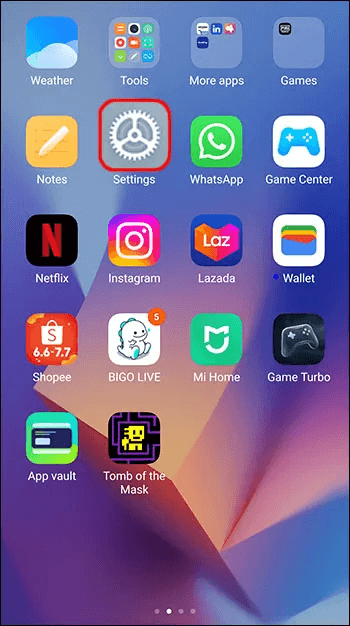 Weather
Tools
More apps
Games
Notes
Settings
WhatsApp
Game Center
N
Netflix
Instagram
Laz
Lazada
Wallet
S
6.6-7.7
Shopee
5
BIGO LIVE
Mi Home
Game Turbo
App vault
Tomb of the
Mask